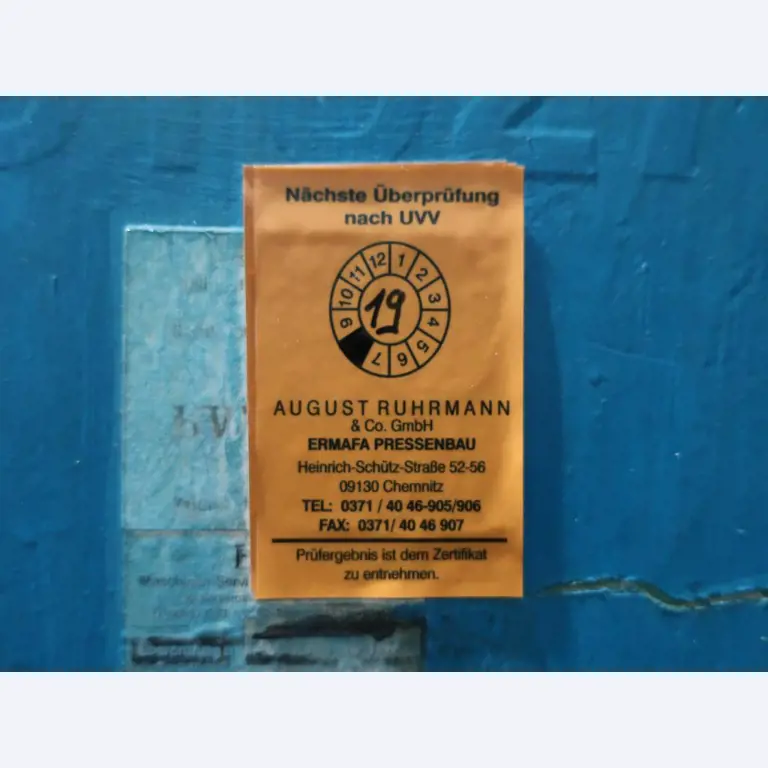 Nächste Überprüfung
nach UVV
12 1 2 3 4 5 6 7 9 10 11
19
AUGUST RUHRMANN
& Co. GmbH
ERMAFA PRESSENBAU
Heinrich-Schütz-Straße 52-56
09130 Chemnitz
TEL: 0371 / 40 46-905/906
FAX: 0371/ 40 46 907
Prüfergebnis ist dem Zertifikat
zu entnehmen.